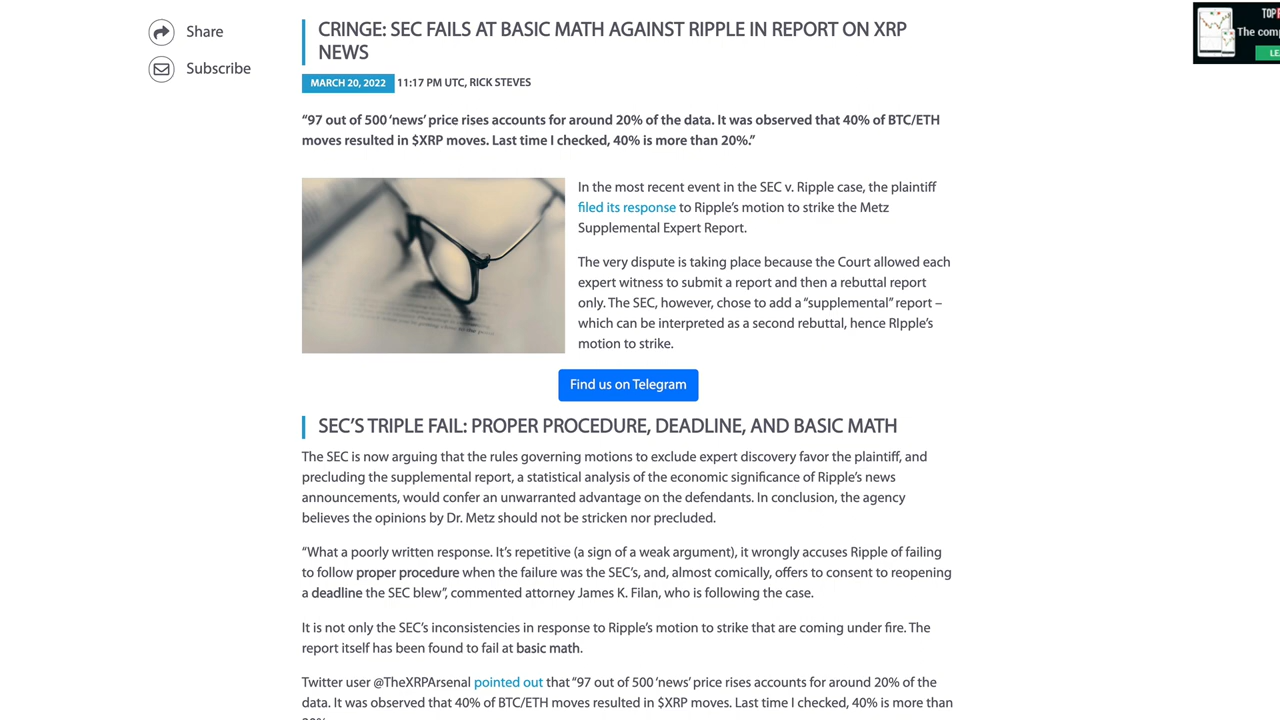 Share
Subscribe
CRINGE: SEC FAILS AT BASIC MATH AGAINST RIPPLE IN REPORT ON XRP
NEWS
MARCH 20, 2022 11:17 PM UTC, RICK STEVES
“97 out of 500 ‘news’ price rises accounts for around 20% of the data. It was observed that 40% of BTC/ETH
moves resulted in $XRP moves. Last time I checked, 40% is more than 20%.”
In the most recent event in the SEC v. Ripple case, the plaintiff
filed its response to Ripple’s motion to strike the Metz
Supplemental Expert Report.
The very dispute is taking place because the Court allowed each
expert witness to submit a report and then a rebuttal report
only. The SEC, however, chose to add a “supplemental” report –
which can be interpreted as a second rebuttal, hence RIpple’s
motion to strike.
Find us on Telegram
SEC’S TRIPLE FAIL: PROPER PROCEDURE, DEADLINE, AND BASIC MATH
The SEC is now arguing that the rules governing motions to exclude expert discovery favor the plaintiff, and
precluding the supplemental report, a statistical analysis of the economic significance of Ripple’s news
announcements, would confer an unwarranted advantage on the defendants. In conclusion, the agency
believes the opinions by Dr. Metz should not be stricken nor precluded.
“What a poorly written response. It’s repetitive (a sign of a weak argument), it wrongly accuses Ripple of failing
to follow proper procedure when the failure was the SEC’s, and, almost comically, offers to consent to reopening
a deadline the SEC blew”, commented attorney James K. Filan, who is following the case.
It is not only the SEC’s inconsistencies in response to Ripple’s motion to strike that are coming under fire. The
report itself has been found to fail at basic math.
Twitter user @TheXRPArsenal pointed out that “97 out of 500 ‘news’ price rises accounts for around 20% of the
data. It was observed that 40% of BTC/ETH moves resulted in $XRP moves. Last time I checked, 40% is more than
TOP
The comp
LE